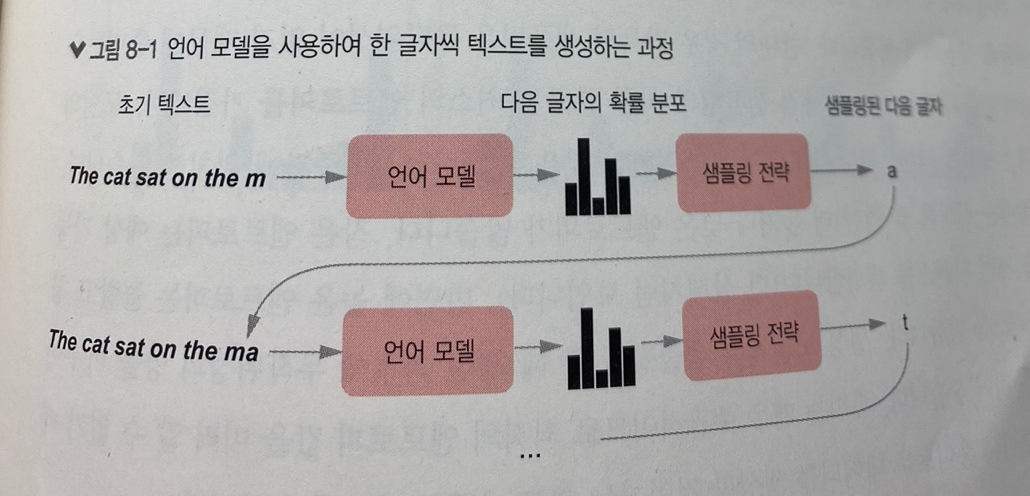 그림 8-1 언어 모델을 사용하여 한 글자씩 텍스트를 생성하는 과정
초기 텍스트 다음 글자의 확률 분포 샘플링된 다음 글자
The cat sat on the m 언어 모델 샘플링 전략 a
The cat sat on the ma 언어 모델 샘플링 전략 t
...